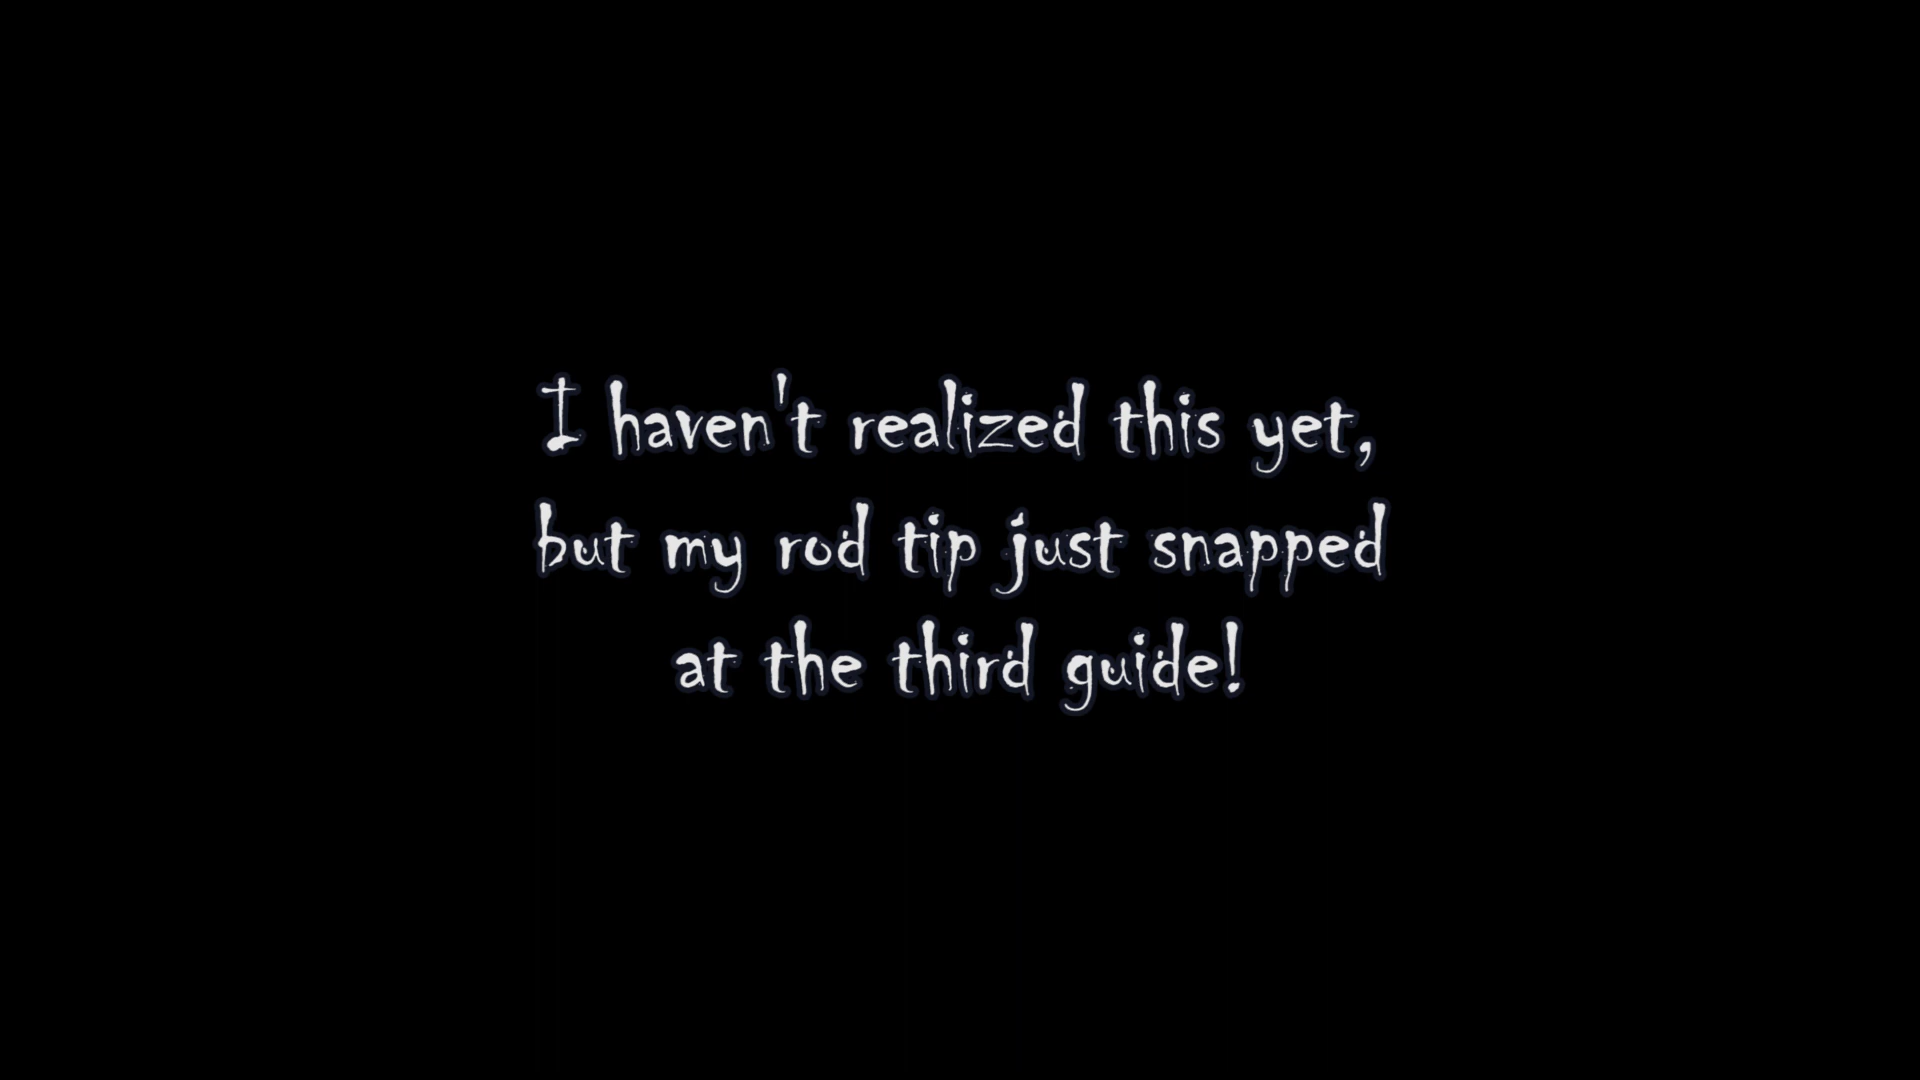 I haven't realized this yet,
but my rod tip just snapped
at the third guide!